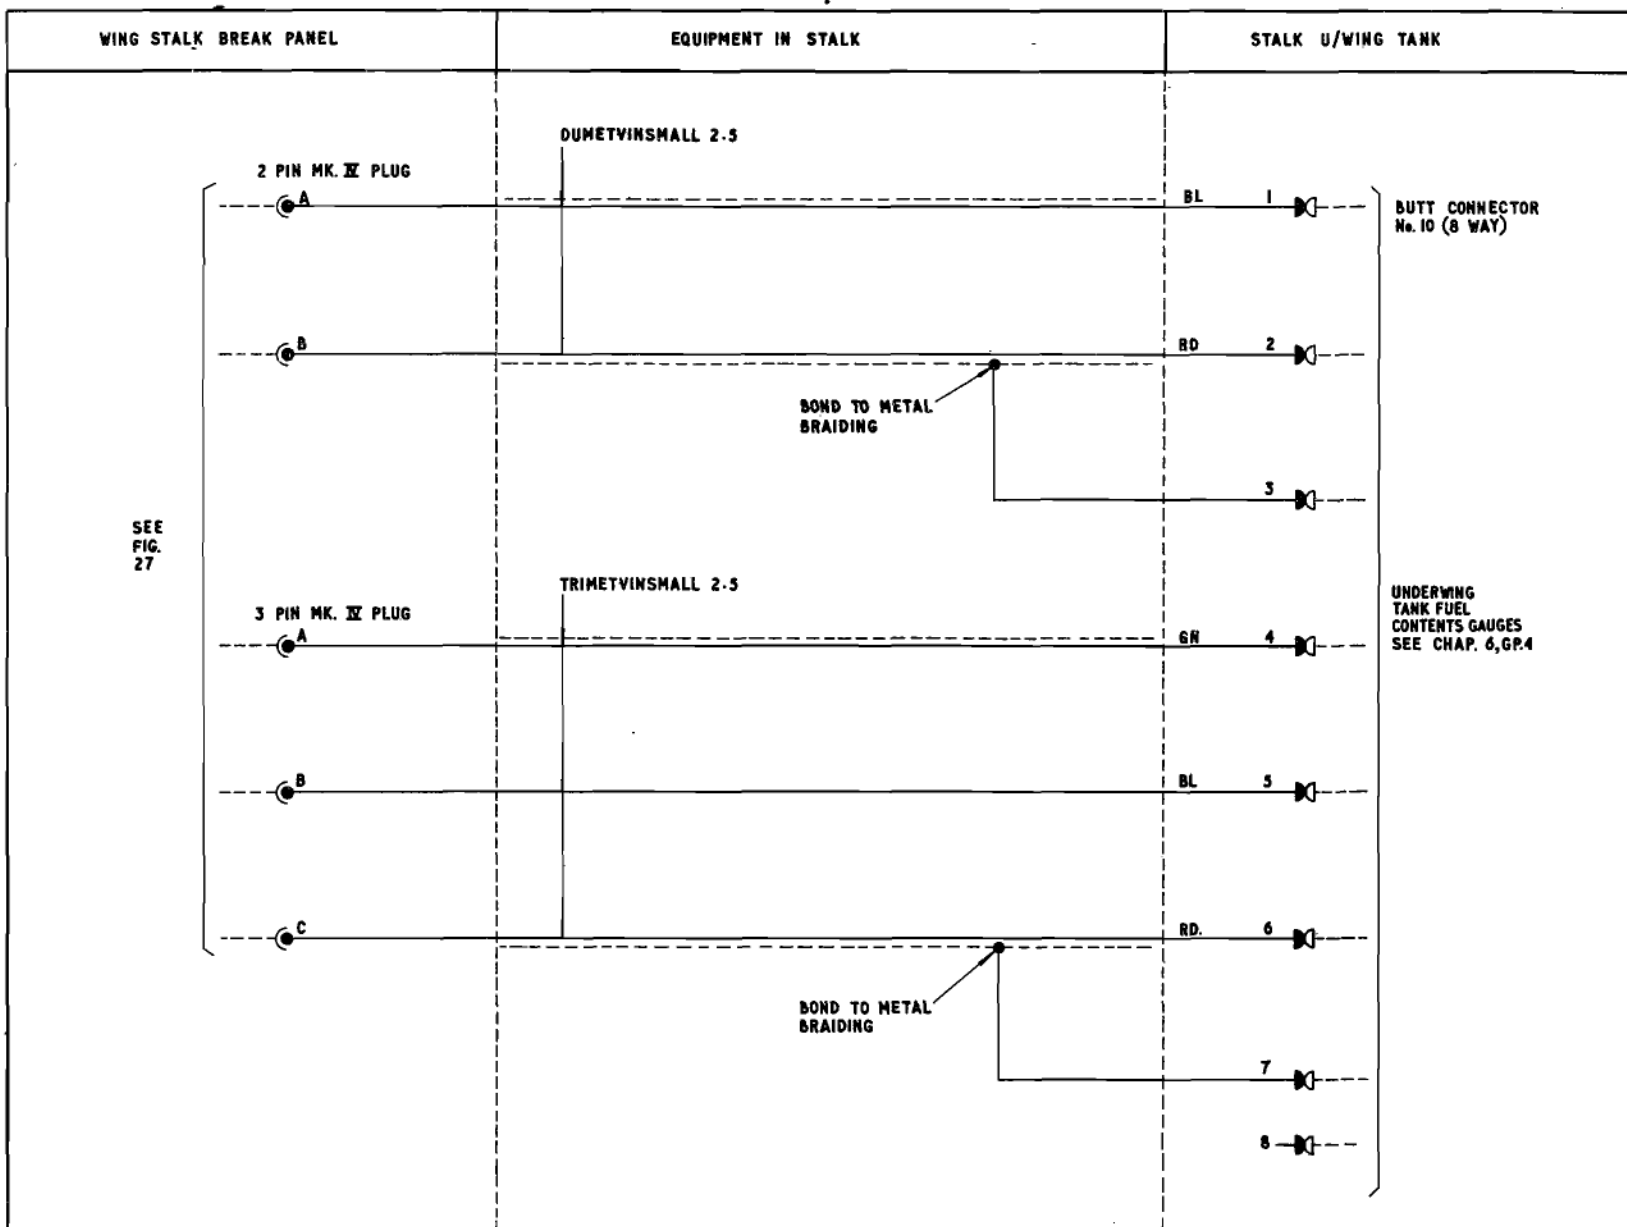 WING STALK BREAK PANEL
EQUIPMENT IN STALK
STALK U/WING TANK
DUMETVINSMALL 2·5
2 PIN MK. IV PLUG
A
BL
1
BUTT CONNECTOR
No. 10 (8 WAY)
B
RD
2
BOND TO METAL
BRAIDING
3
SEE
FIG.
27
TRIMETVINSMALL 2·5
3 PIN MK. IV PLUG
A
GN
4
UNDERWING
TANK FUEL
CONTENTS GAUGES
SEE CHAP. 6, GP.4
B
BL
5
C
RD.
6
BOND TO METAL
BRAIDING
7
8